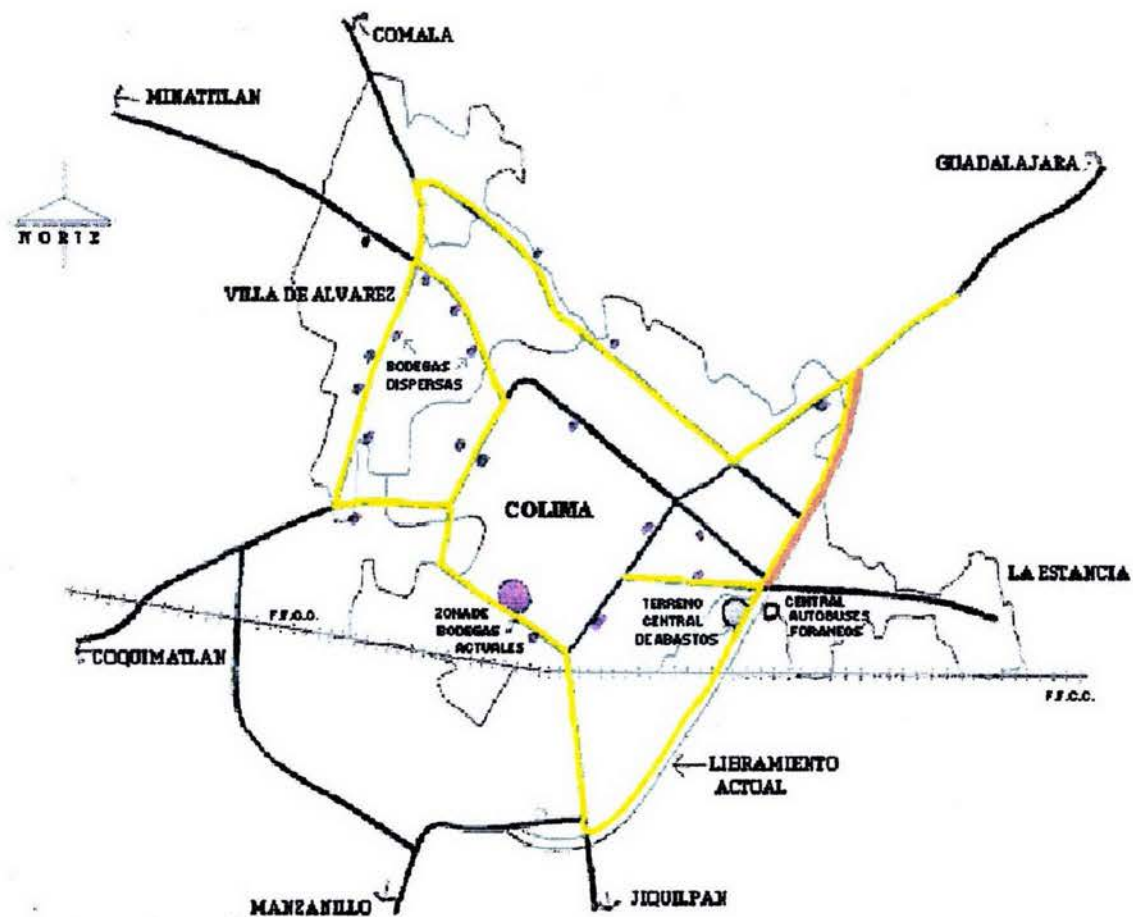 COMALA
MINATITLAN
GUADALAJARA
NORTE
VILLA DE ALVAREZ
BODEGAS
DISPERSAS
COLIMA
LA ESTANCIA
F.F.C.C.
ZONA DE
BODEGAS
ACTUALES
TERRENO
CENTRAL
DE ABASTOS
CENTRAL
AUTOBUSES
FORANEOS
COQUIMATLAN
F.F.C.C.
LIBRAMIENTO
ACTUAL
JIQUILPAN
MANZANILLO